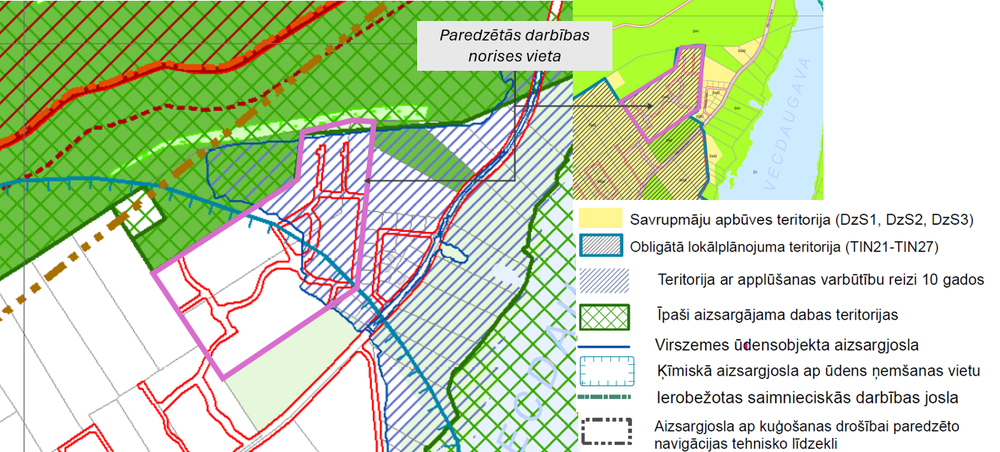 Paredzētās darbības
norises vieta
VECDAUGAVA
ECDA
Savrupmāju apbūves teritorija (DzS1, DzS2, DzS3)
Obligātā lokālplānojuma teritorija (TIN21-TIN27)
Teritorija ar applūšanas varbūtību reizi 10 gados
Īpaši aizsargājama dabas teritorijas
Virszemes ūdensobjekta aizsargjosla
Ķīmiskā aizsargjosla ap ūdens ņemšanas vietu
Ierobežotas saimnieciskās darbības josla
Aizsargjosla ap kuģošanas drošībai paredzēto
navigācijas tehnisko līdzekli